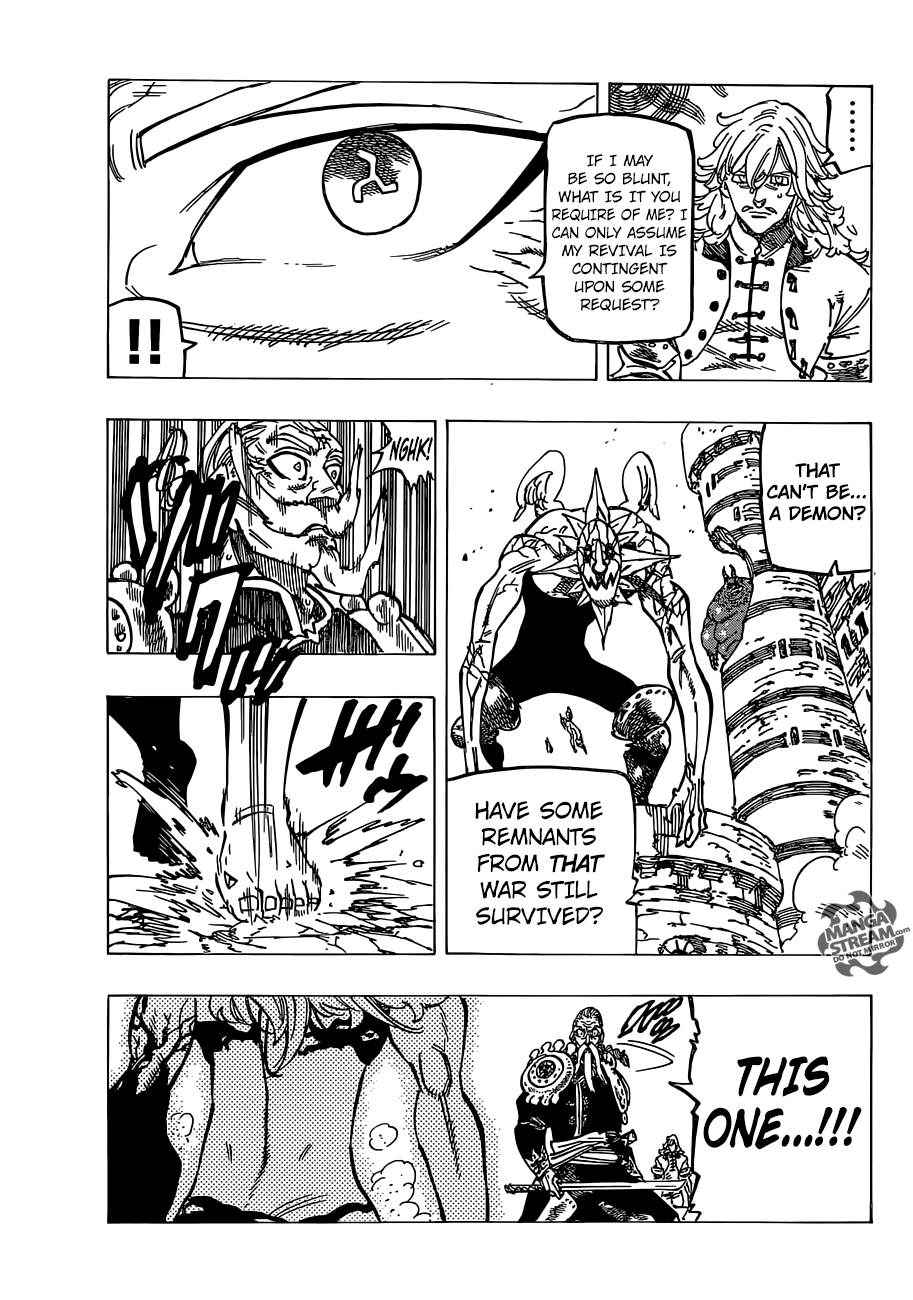 ......
IF I MAY
BE SO BLUNT,
WHAT IS IT YOU
REQUIRE OF ME? I
CAN ONLY ASSUME
MY REVIVAL IS
CONTINGENT
UPON SOME
REQUEST?
!!
THAT
CAN'T BE...
A DEMON?
HAVE SOME
REMNANTS
FROM THAT
WAR STILL
SURVIVED?
NGHK!
MANGA
STREAM.com
DO NOT MIRROR
THIS
ONE...!!!